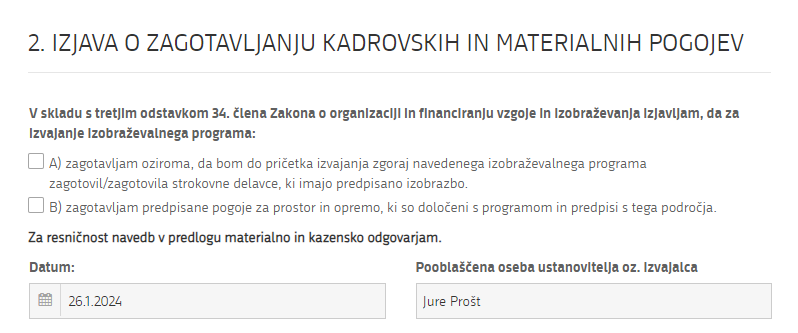 2. IZJAVA O ZAGOTAVLJANJU KADROVSKIH IN MATERIALNIH POGOJEV
V skladu s tretjim odstavkom 34. člena Zakona o organizaciji in financiranju vzgoje in izobraževanja izjavljam, da za
izvajanje izobraževalnega programa:
A) zagotavljam oziroma, da bom do pričetka izvajanja zgoraj navedenega izobraževalnega programa
zagotovil/zagotovila strokovne delavce, ki imajo predpisano izobrazbo.
B) zagotavljam predpisane pogoje za prostor in opremo, ki so določeni s programom in predpisi s tega področja.
Za resničnost navedb v predlogu materialno in kazensko odgovarjam.
Datum:
Pooblaščena oseba ustanovitelja oz. izvajalca
26.1.2024
Jure Prošt